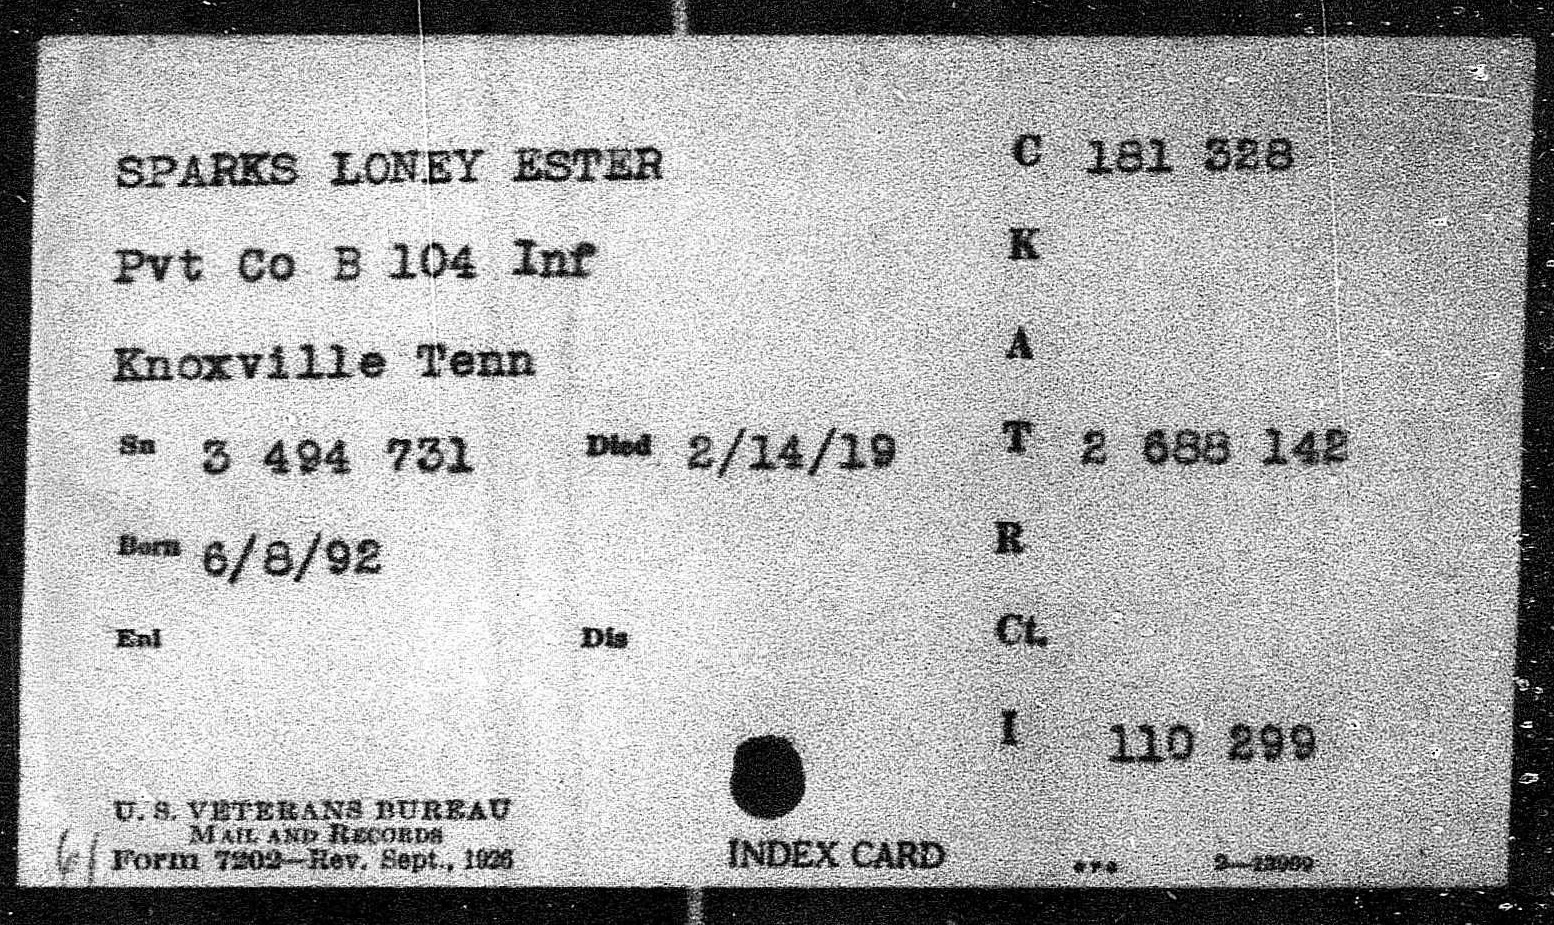 SPARKS LONEY ESTER
C 181 328
Pvt Co B 104 Inf
K
Knoxville Tenn
A
Sn 3 494 731 Died 2/14/19
T 2 688 142
Born 6/8/92
R
Enl Dis
Ct.
I 110 299
U. S. VETERANS BUREAU
MAIL AND RECORDS
Form 7202—Rev. Sept., 1926
INDEX CARD